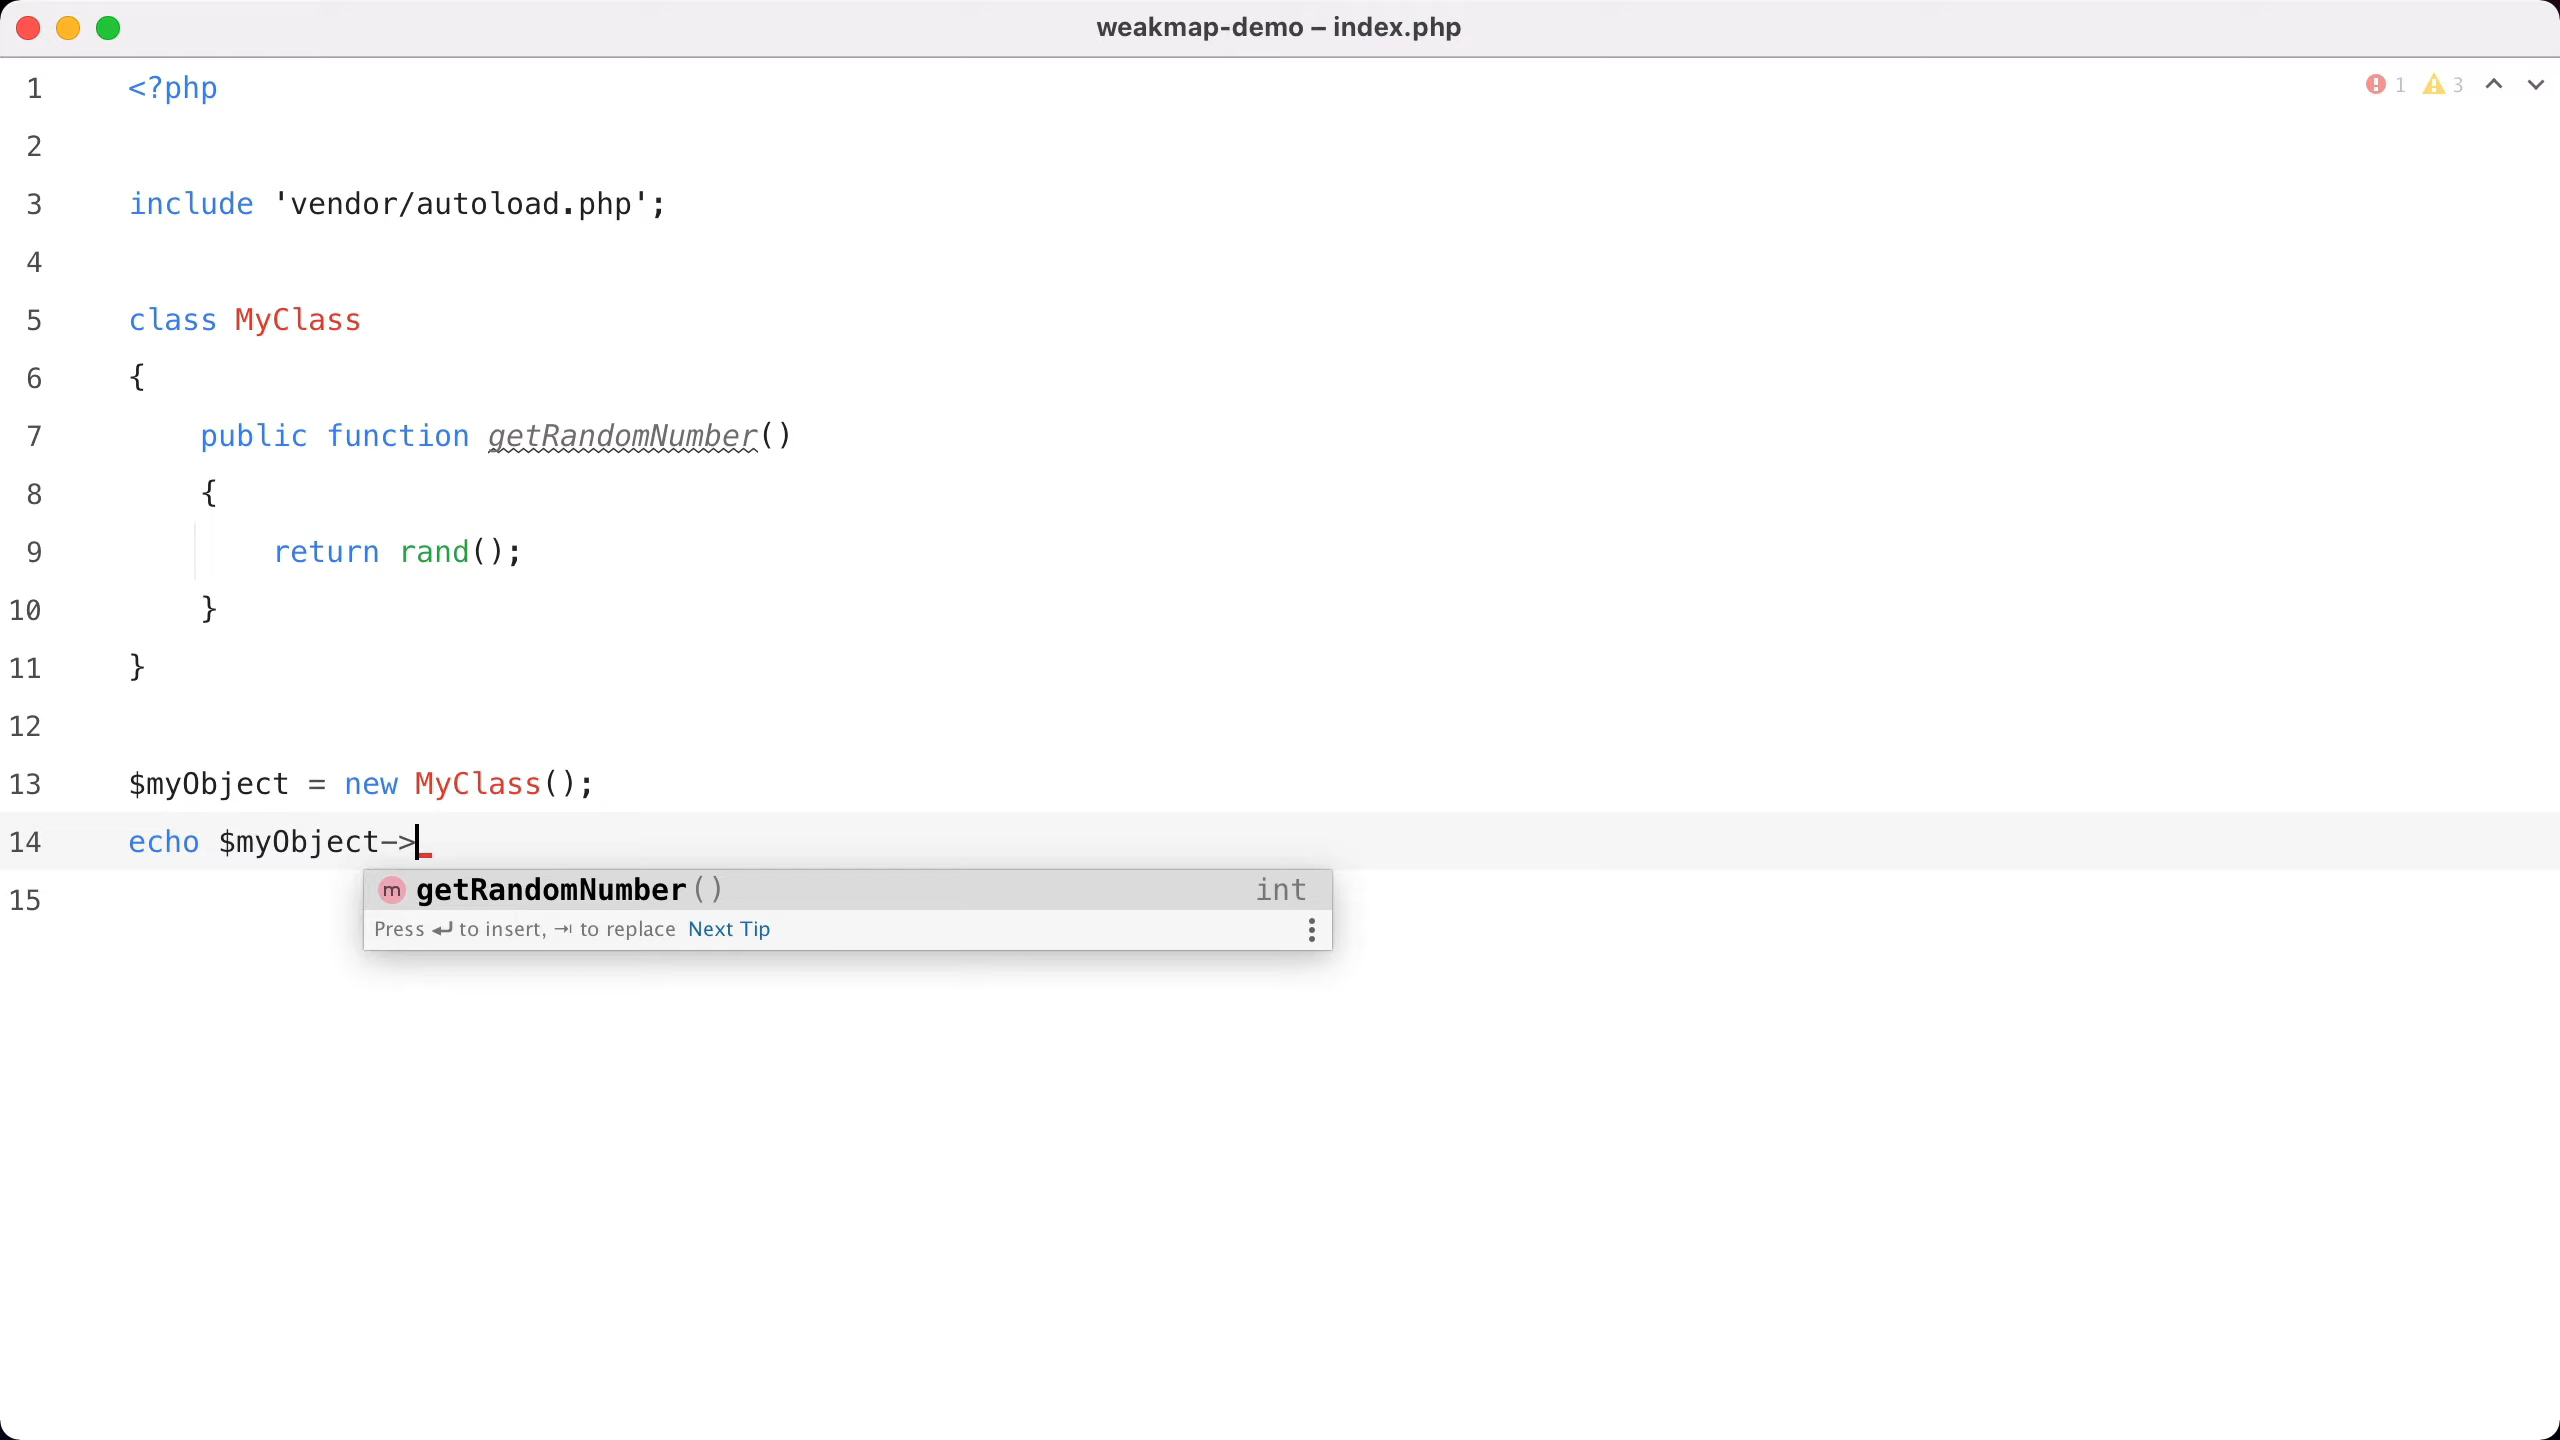 weakmap-demo – index.php
1 <?php
1 3
2
3 include 'vendor/autoload.php';
4
5 class MyClass
6 {
7 public function getRandomNumber()
8 {
9 return rand();
10 }
11 }
12
13 $myObject = new MyClass();
14 echo $myObject->
m getRandomNumber() int
15
Press ↵ to insert, ⇥ to replace Next Tip